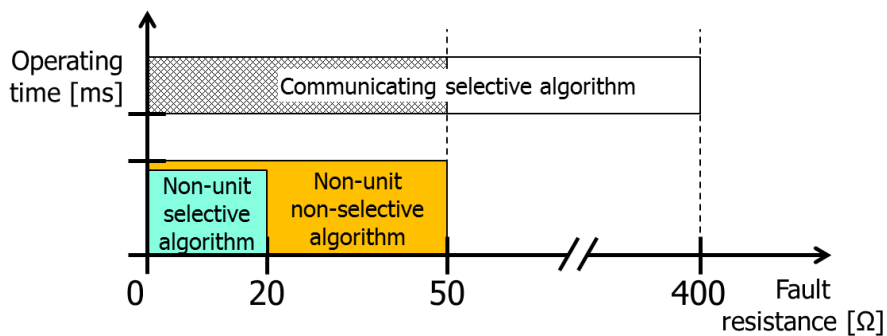 Operating
time [ms]
Communicating selective algorithm
Non-unit
selective
algorithm
Non-unit
non-selective
algorithm
0
20
50
400
Fault
resistance [Ω]